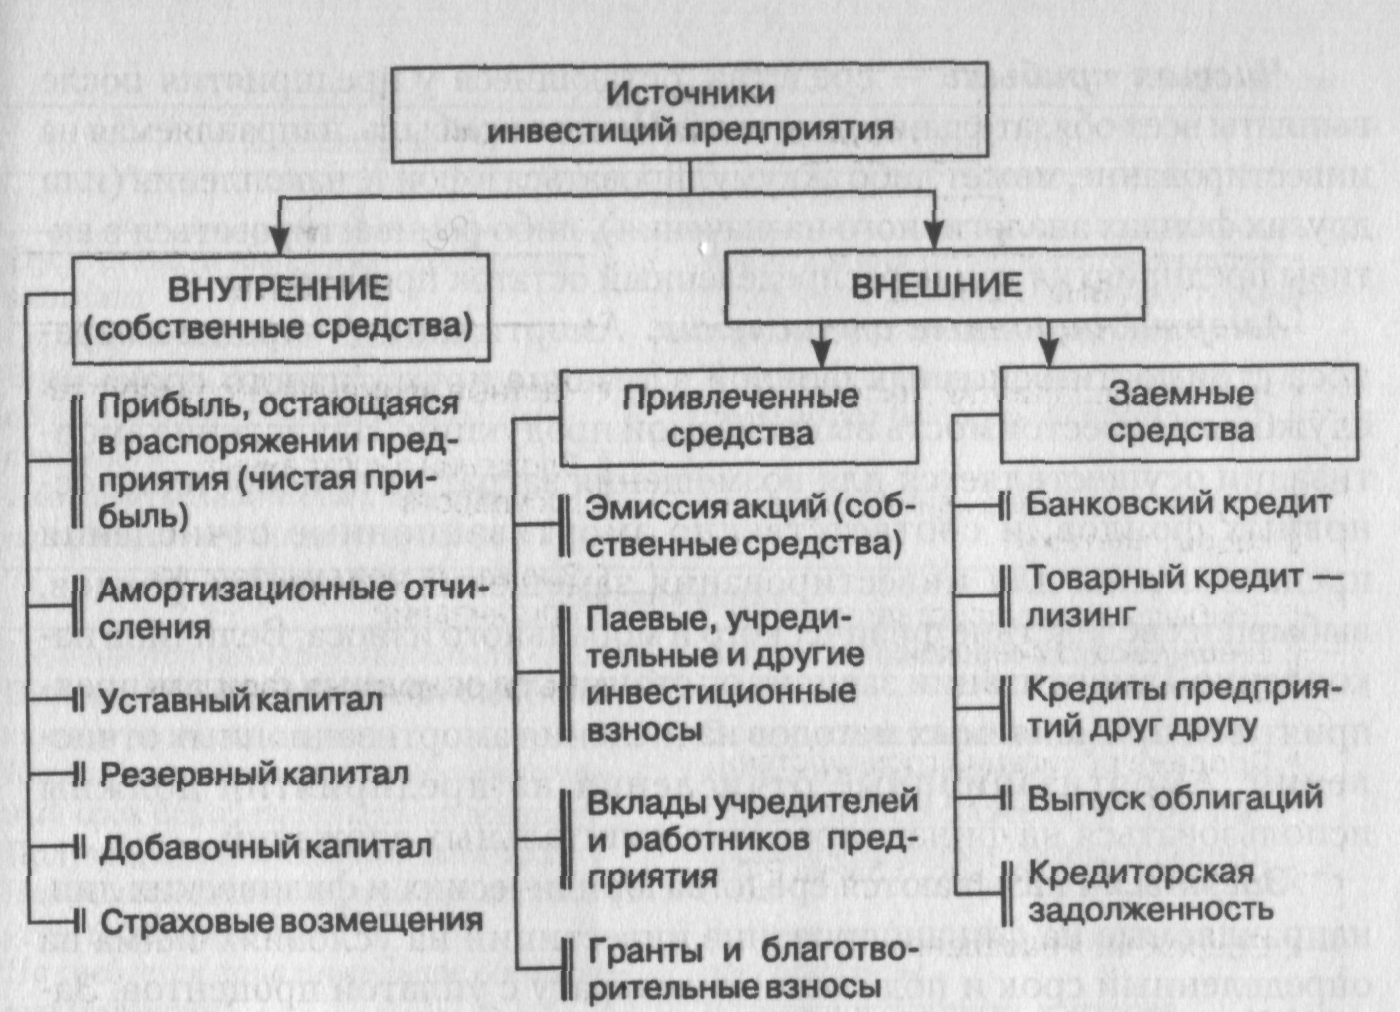 Источники
инвестиций предприятия
ВНУТРЕННИЕ
(собственные средства)
Прибыль, остающаяся
в распоряжении пред-
приятия (чистая при-
быль)
Амортизационные отчи-
сления
Уставный капитал
Резервный капитал
Добавочный капитал
Страховые возмещения
ВНЕШНИЕ
Привлеченные
средства
Эмиссия акций (соб-
ственные средства)
Паевые, учреди-
тельные и другие
инвестиционные
взносы
Вклады учредителей
и работников пред-
приятия
Гранты и благотво-
рительные взносы
Заемные
средства
Банковский кредит
Товарный кредит —
лизинг
Кредиты предприя-
тий друг другу
Выпуск облигаций
Кредиторская
задолженность